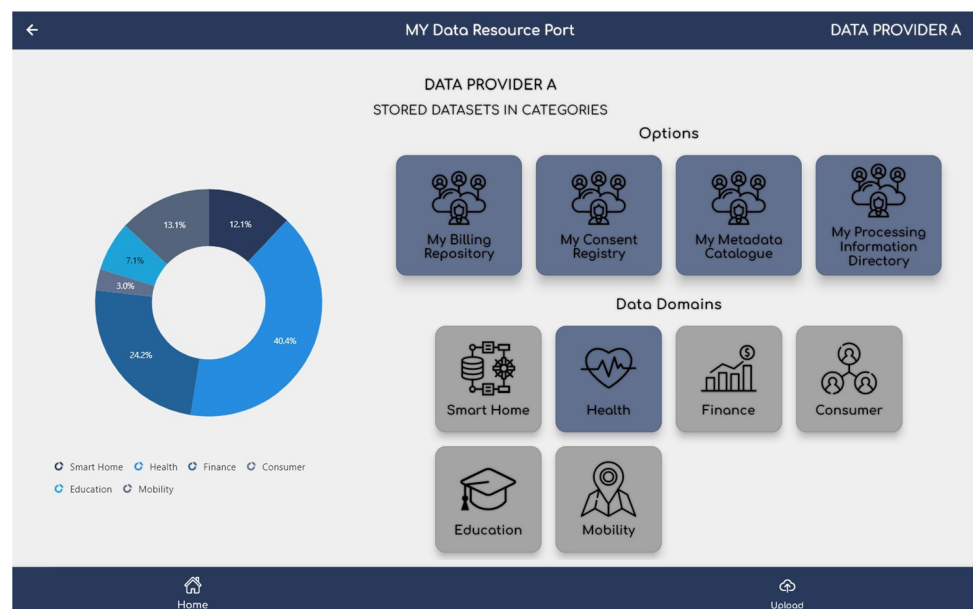 MY Data Resource Port
DATA PROVIDER A
DATA PROVIDER A
STORED DATASETS IN CATEGORIES
Options
My Billing
Repository
My Consent
Registry
My Metadata
Catalogue
My Processing
Information
Directory
13.1%
12.1%
7.1%
3.0%
24.2%
40.4%
Smart Home
Health
Finance
Consumer
Education
Mobility
Data Domains
$
Smart Home
Health
Finance
Consumer
Education
Mobility
Home
Upload